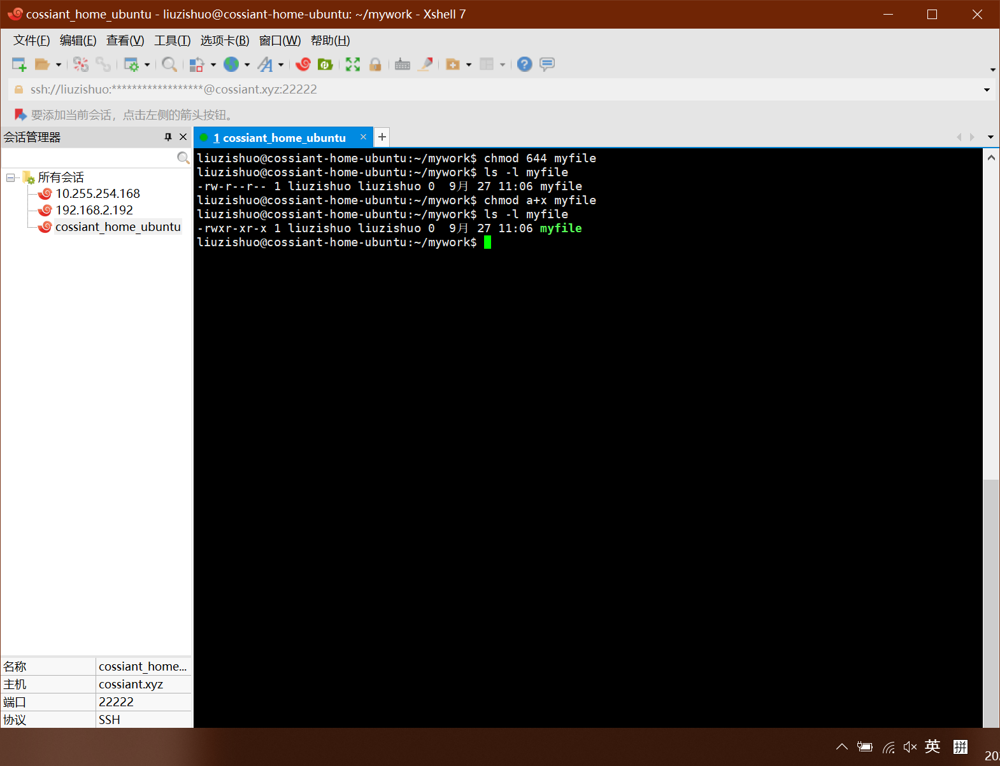 cossiant_home_ubuntu - liuzishuo@cossiant-home-ubuntu: ~/mywork - Xshell 7
文件(F) 编辑(E) 查看(V) 工具(T) 选项卡(B) 窗口(W) 帮助(H)
ssh://liuzishuo:******************@cossiant.xyz:22222
要添加当前会话，点击左侧的箭头按钮。
会话管理器
1 cossiant_home_ubuntu
所有会话
10.255.254.168
192.168.2.192
cossiant_home_ubuntu
liuzishuo@cossiant-home-ubuntu:~/mywork$ chmod 644 myfile
liuzishuo@cossiant-home-ubuntu:~/mywork$ ls -l myfile
-rw-r--r-- 1 liuzishuo liuzishuo 0  9月 27 11:06 myfile
liuzishuo@cossiant-home-ubuntu:~/mywork$ chmod a+x myfile
liuzishuo@cossiant-home-ubuntu:~/mywork$ ls -l myfile
-rwxr-xr-x 1 liuzishuo liuzishuo 0  9月 27 11:06 myfile
liuzishuo@cossiant-home-ubuntu:~/mywork$
名称 cossiant_home...
主机 cossiant.xyz
端口 22222
协议 SSH
英 拼